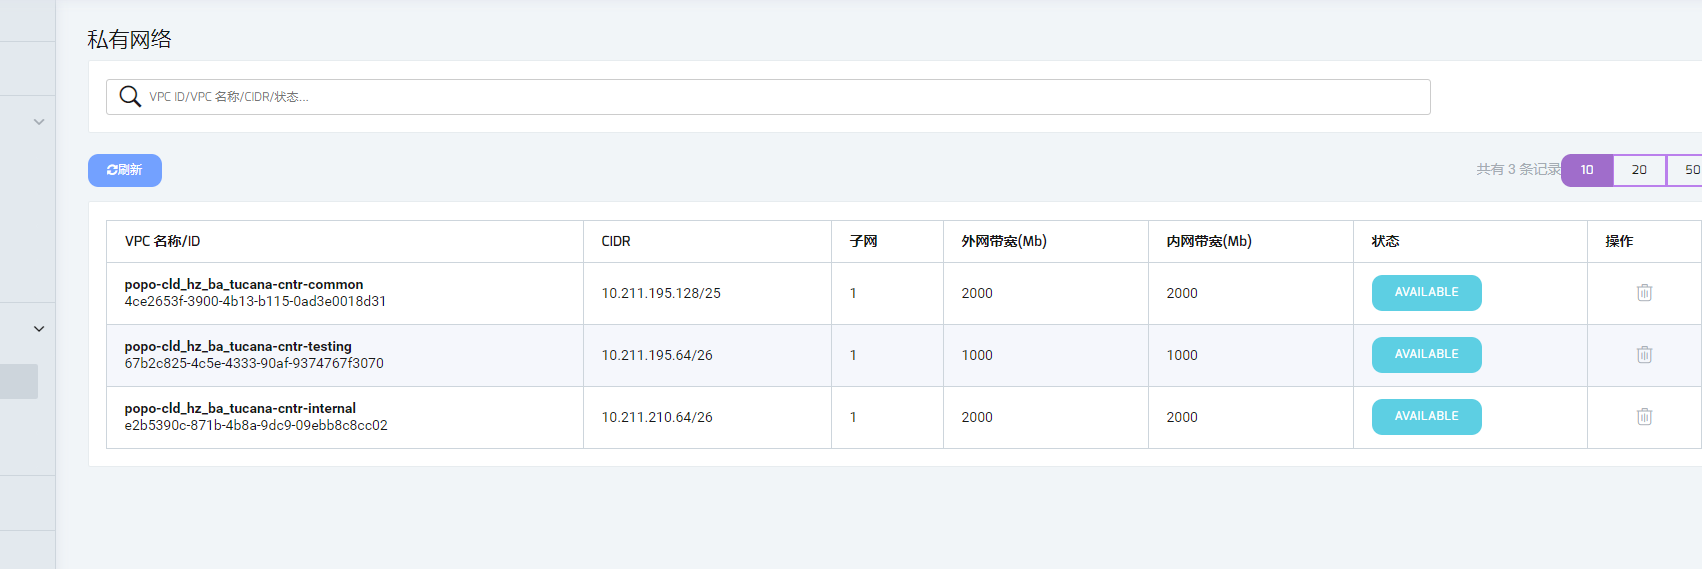 私有网络
VPC ID/VPC 名称/CIDR/状态...
刷新
共有 3 条记录 10 20 50
VPC 名称/ID CIDR 子网 外网带宽(Mb) 内网带宽(Mb) 状态 操作
popo-cld_hz_ba_tucana-cntr-common
4ce2653f-3900-4b13-b115-0ad3e0018d31
10.211.195.128/25 1 2000 2000 AVAILABLE
popo-cld_hz_ba_tucana-cntr-testing
67b2c825-4c5e-4333-90af-9374767f3070
10.211.195.64/26 1 1000 1000 AVAILABLE
popo-cld_hz_ba_tucana-cntr-internal
e2b5390c-871b-4b8a-9dc9-09ebb8c8cc02
10.211.210.64/26 1 2000 2000 AVAILABLE